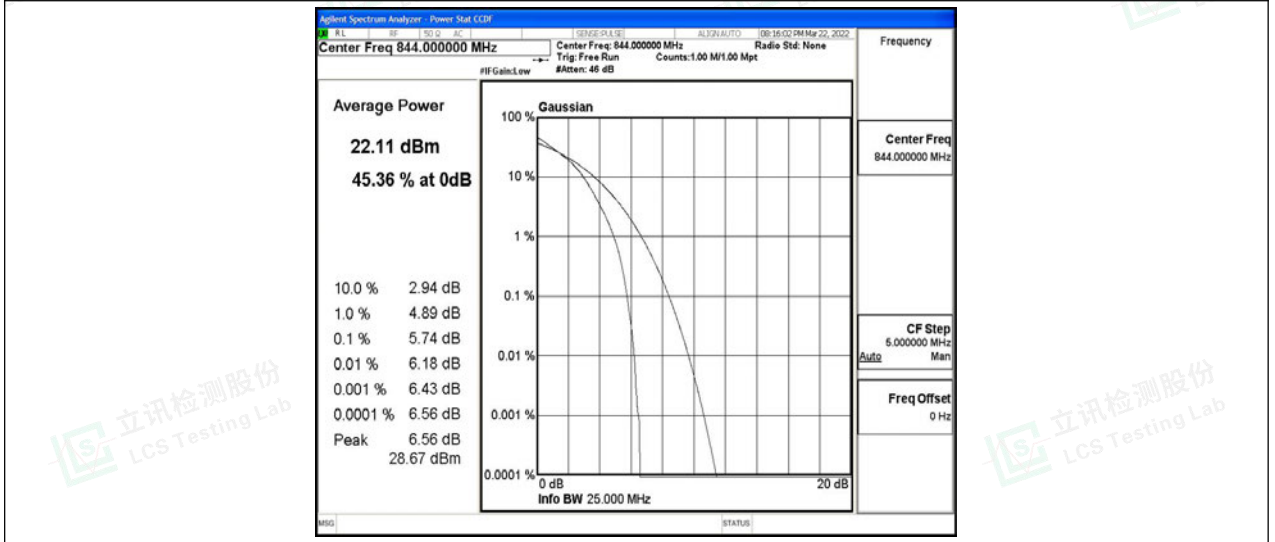 Agilent Spectrum Analyzer - Power Stat CCDF
RL RF 50 Ω AC SENSE:PULSE ALIGN AUTO 08:16:02 PM Mar 22, 2022
Center Freq 844.000000 MHz
Center Freq: 844.000000 MHz Radio Std: None
Trig: Free Run Counts:1.00 M/1.00 Mpt
#IFGain:Low #Atten: 46 dB
Frequency
Average Power
22.11 dBm
45.36 % at 0dB
10.0 % 2.94 dB
1.0 % 4.89 dB
0.1 % 5.74 dB
0.01 % 6.18 dB
0.001 % 6.43 dB
0.0001 % 6.56 dB
Peak 6.56 dB
28.67 dBm
Gaussian
100 %
10 %
1 %
0.1 %
0.01 %
0.001 %
0.0001 %
0 dB 20 dB
Info BW 25.000 MHz
Center Freq
844.000000 MHz
CF Step
5.000000 MHz
Auto Man
Freq Offset
0 Hz
MSG STATUS
立讯检测股份
LCS Testing Lab
立讯检测股份
LCS Testing Lab